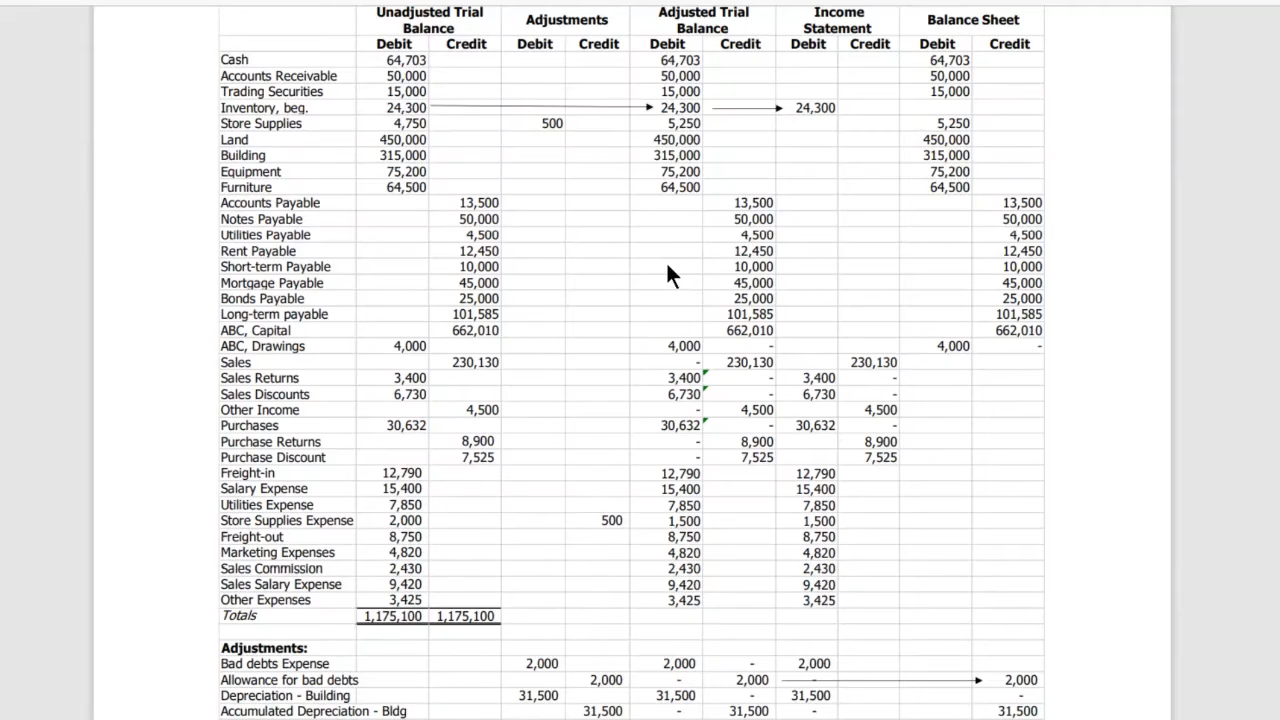 Unadjusted Trial Balance Adjustments Adjusted Trial Balance Income Statement Balance Sheet
Debit Credit Debit Credit Debit Credit Debit Credit Debit Credit
Cash 64,703 64,703 64,703
Accounts Receivable 50,000 50,000 50,000
Trading Securities 15,000 15,000 15,000
Inventory, beg. 24,300 24,300 24,300
Store Supplies 4,750 500 5,250 5,250
Land 450,000 450,000 450,000
Building 315,000 315,000 315,000
Equipment 75,200 75,200 75,200
Furniture 64,500 64,500 64,500
Accounts Payable 13,500 13,500 13,500
Notes Payable 50,000 50,000 50,000
Utilities Payable 4,500 4,500 4,500
Rent Payable 12,450 12,450 12,450
Short-term Payable 10,000 10,000 10,000
Mortgage Payable 45,000 45,000 45,000
Bonds Payable 25,000 25,000 25,000
Long-term payable 101,585 101,585 101,585
ABC, Capital 662,010 662,010 662,010
ABC, Drawings 4,000 4,000 - 4,000 -
Sales 230,130 - 230,130 230,130
Sales Returns 3,400 3,400 - 3,400 -
Sales Discounts 6,730 6,730 - 6,730 -
Other Income 4,500 - 4,500 4,500
Purchases 30,632 30,632 - 30,632 -
Purchase Returns 8,900 - 8,900 8,900
Purchase Discount 7,525 - 7,525 7,525
Freight-in 12,790 12,790 12,790
Salary Expense 15,400 15,400 15,400
Utilities Expense 7,850 7,850 7,850
Store Supplies Expense 2,000 500 1,500 1,500
Freight-out 8,750 8,750 8,750
Marketing Expenses 4,820 4,820 4,820
Sales Commission 2,430 2,430 2,430
Sales Salary Expense 9,420 9,420 9,420
Other Expenses 3,425 3,425 3,425
Totals 1,175,100 1,175,100
Adjustments:
Bad debts Expense 2,000 2,000 - 2,000
Allowance for bad debts 2,000 - 2,000 - 2,000
Depreciation - Building 31,500 31,500 - 31,500 -
Accumulated Depreciation - Bldg 31,500 - 31,500 - 31,500